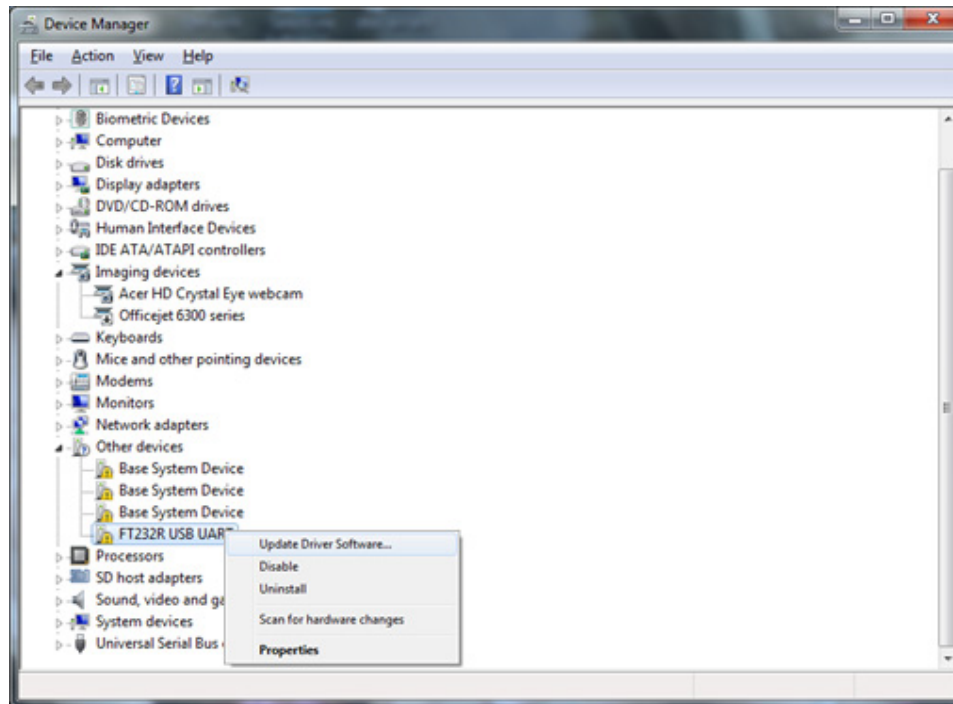 Device Manager
File Action View Help
Biometric Devices
Computer
Disk drives
Display adapters
DVD/CD-ROM drives
Human Interface Devices
IDE ATA/ATAPI controllers
Imaging devices
Acer HD Crystal Eye webcam
Officejet 6300 series
Keyboards
Mice and other pointing devices
Modems
Monitors
Network adapters
Other devices
Base System Device
Base System Device
Base System Device
FT232R USB UART
Update Driver Software...
Processors
Disable
SD host adapters
Uninstall
Sound, video and ga
System devices
Scan for hardware changes
Universal Serial Bus
Properties